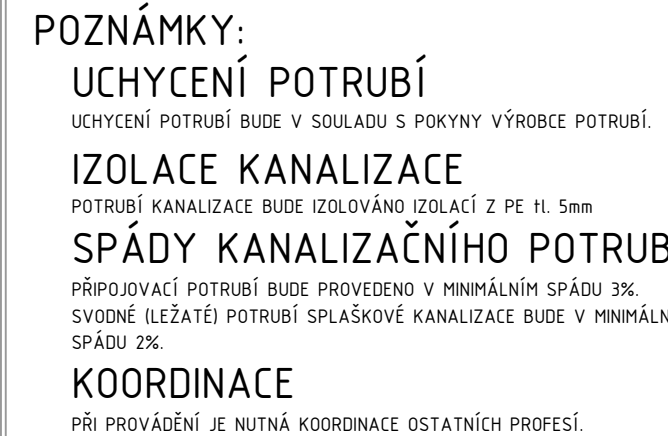 POZNÁMKY:
UCHYCENÍ POTRUBÍ
UCHYCENÍ POTRUBÍ BUDE V SOULADU S POKYNY VÝROBCE POTRUBÍ.
IZOLACE KANALIZACE
POTRUBÍ KANALIZACE BUDE IZOLOVÁNO IZOLACÍ Z PE tl. 5mm
SPÁDY KANALIZAČNÍHO POTRUB
PŘIPOJOVACÍ POTRUBÍ BUDE PROVEDENO V MINIMÁLNÍM SPÁDU 3%.
SVODNÉ (LEŽATÉ) POTRUBÍ SPLAŠKOVÉ KANALIZACE BUDE V MINIMÁLN
SPÁDU 2%.
KOORDINACE
PŘI PROVÁDĚNÍ JE NUTNÁ KOORDINACE OSTATNÍCH PROFESÍ.